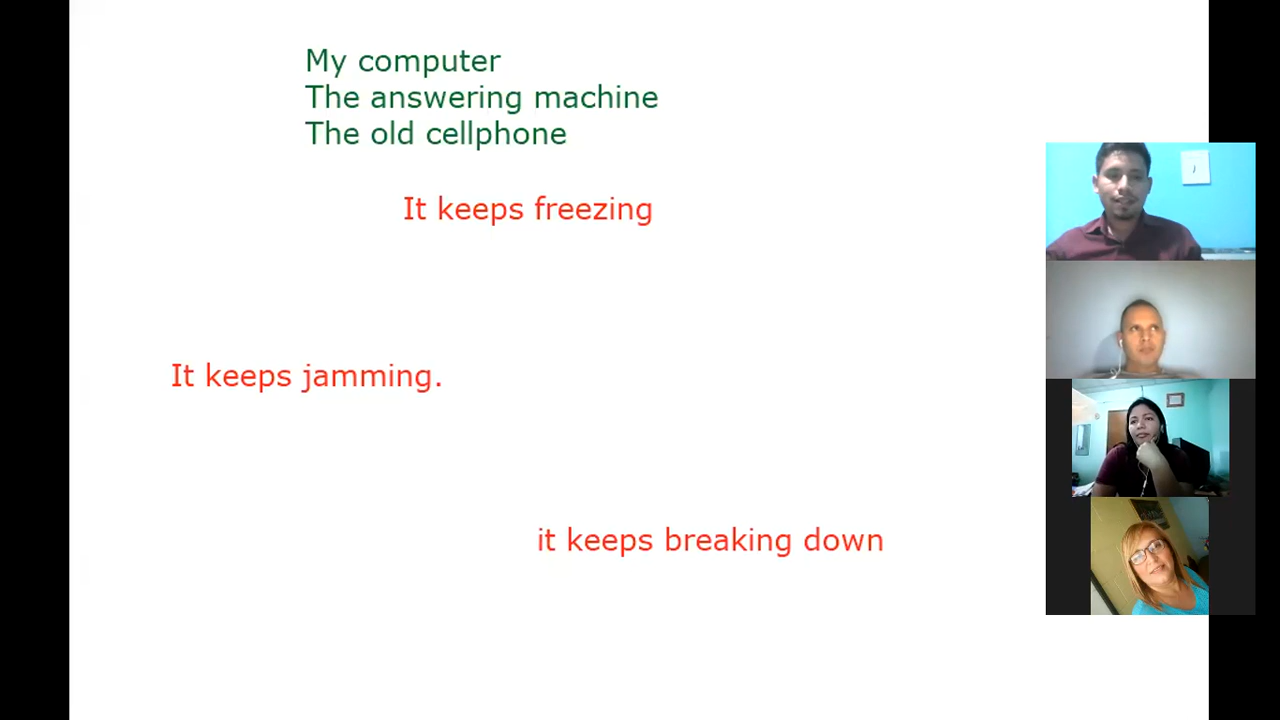 My computer
The answering machine
The old cellphone
It keeps freezing
It keeps jamming.
it keeps breaking down